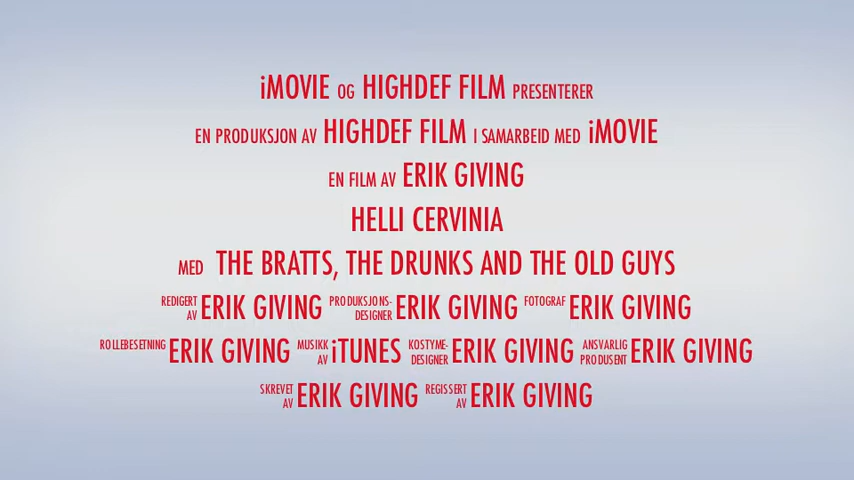 iMOVIE OG HIGHDEF FILM PRESENTERER
EN PRODUKSJON AV HIGHDEF FILM I SAMARBEID MED iMOVIE
EN FILM AV ERIK GIVING
HELLI CERVINIA
MED THE BRATTS, THE DRUNKS AND THE OLD GUYS
REDIGERT AV ERIK GIVING PRODUKSJONS-DESIGNER ERIK GIVING FOTOGRAF ERIK GIVING
ROLLEBESETNING ERIK GIVING MUSIKK AV iTUNES KOSTYME-DESIGNER ERIK GIVING ANSVARLIG PRODUSENT ERIK GIVING
SKREVET AV ERIK GIVING REGISSERT AV ERIK GIVING